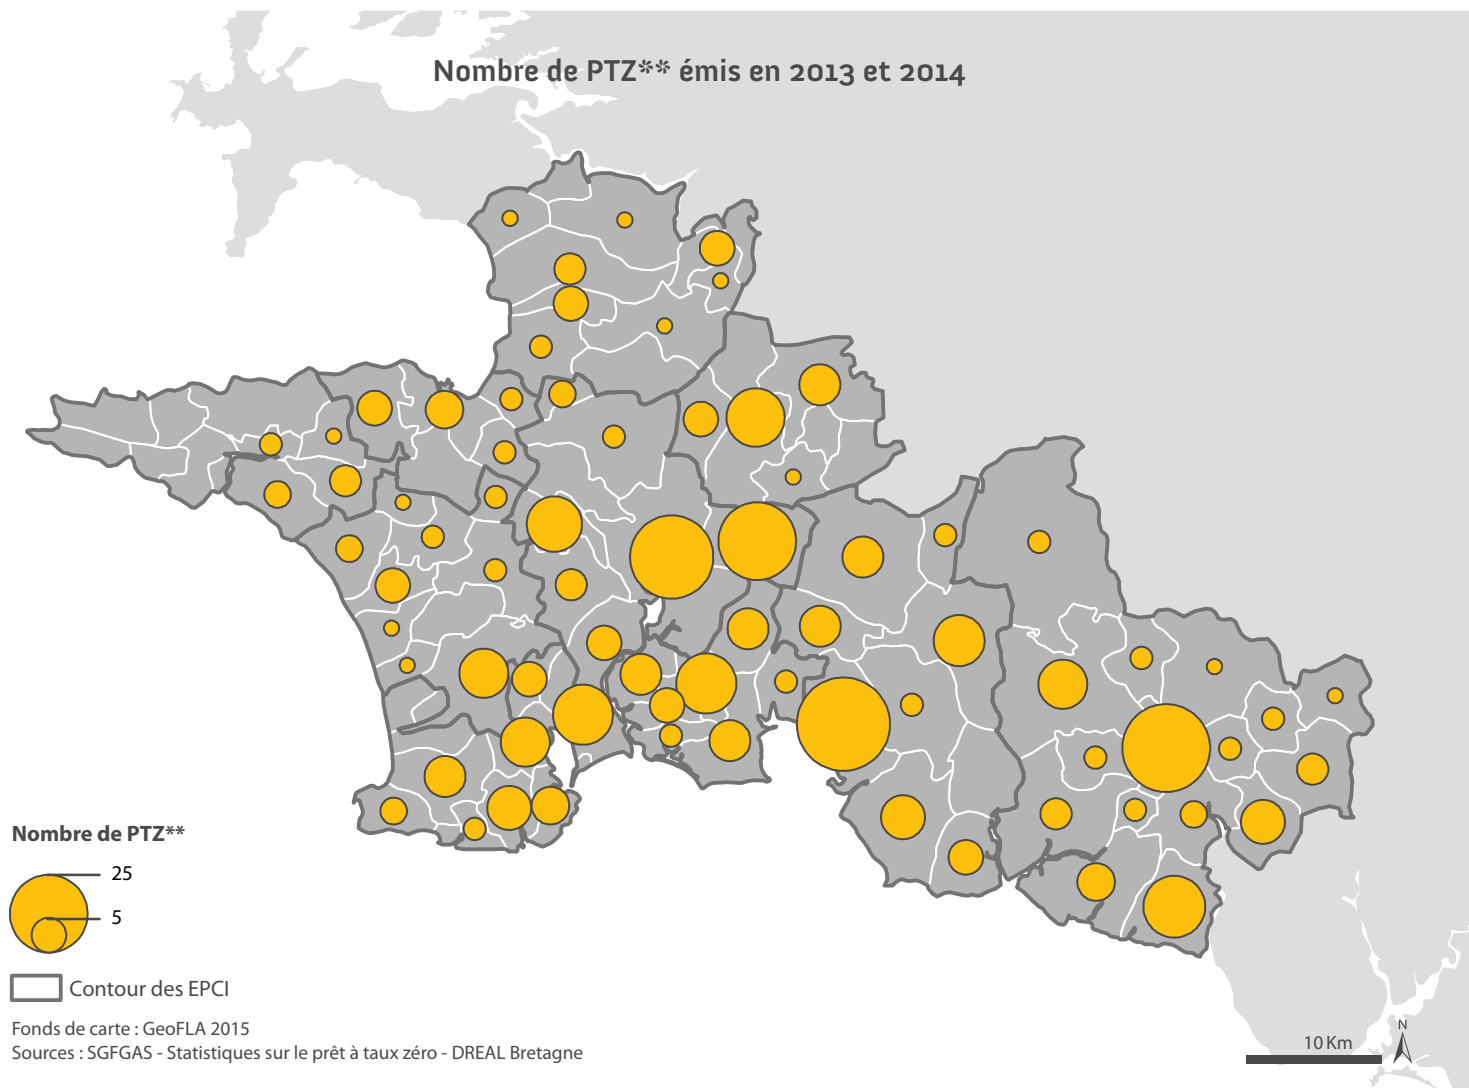 Nombre de PTZ** émis en 2013 et 2014
Nombre de PTZ**
25
5
Contour des EPCI
Fonds de carte : GeoFLA 2015
Sources : SGFGAS - Statistiques sur le prêt à taux zéro - DREAL Bretagne
N
10 Km